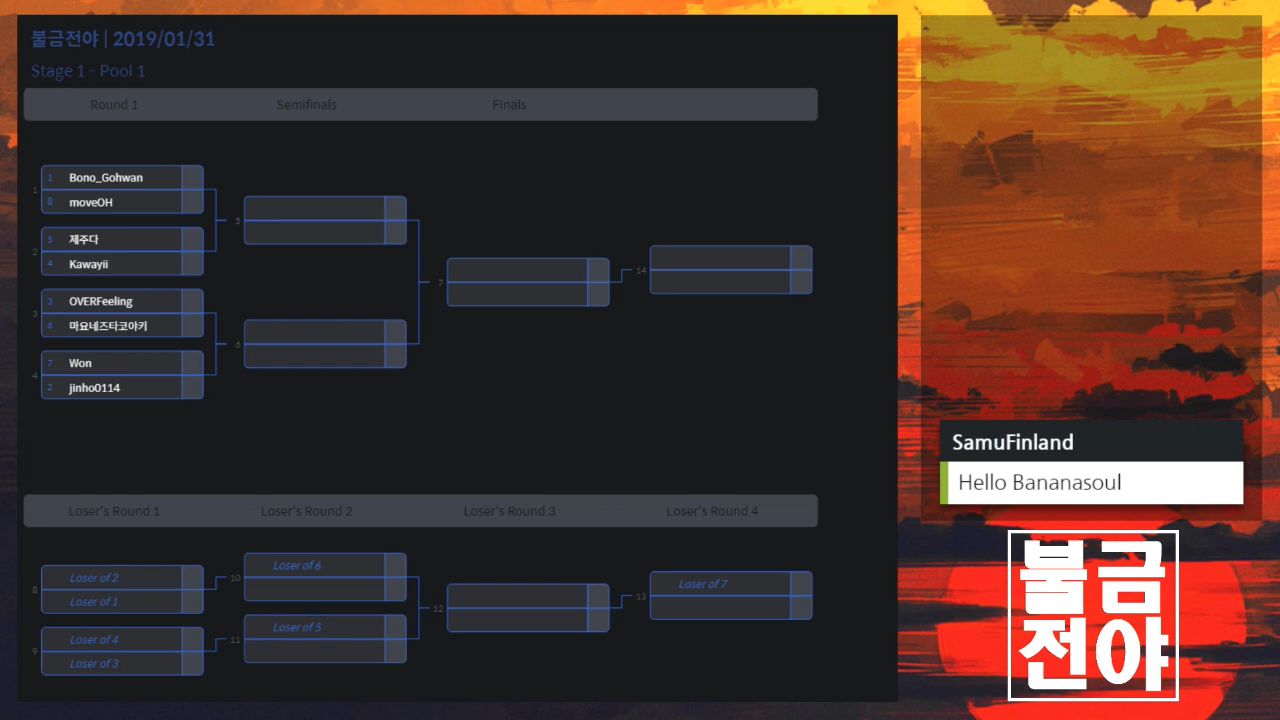 불금전야 | 2019/01/31
Stage 1 - Pool 1
Round 1 Semifinals Finals
1 Bono_Gohwan
1
8 moveOH
5 제주다
2
4 Kawayii
3 OVERFeeling
3
6 마요네즈타코야키
7 Won
4
2 jinho0114
5
6
7
14
Loser's Round 1 Loser's Round 2 Loser's Round 3 Loser's Round 4
Loser of 2
8
Loser of 1
Loser of 4
9
Loser of 3
Loser of 6
10
Loser of 5
11
12
Loser of 7
13
SamuFinland
Hello Bananasoul
불금
전야